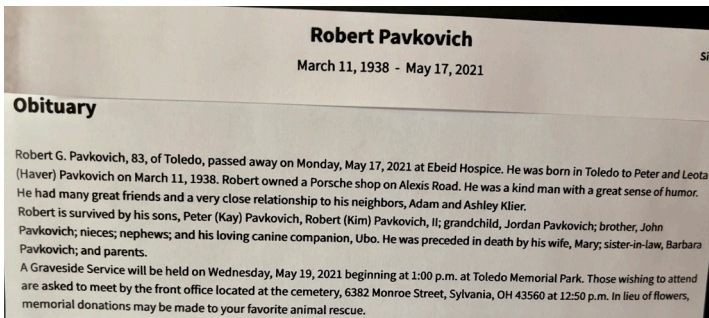 Robert Pavkovich
Si
March 11, 1938 - May 17, 2021
Obituary
Robert G. Pavkovich, 83, of Toledo, passed away on Monday, May 17, 2021 at Ebeid Hospice. He was born in Toledo to Peter and Leota
(Haver) Pavkovich on March 11, 1938. Robert owned a Porsche shop on Alexis Road. He was a kind man with a great sense of humor.
He had many great friends and a very close relationship to his neighbors, Adam and Ashley Klier.
Robert is survived by his sons, Peter (Kay) Pavkovich, Robert (Kim) Pavkovich, II; grandchild, Jordan Pavkovich; brother, John
Pavkovich; nieces; nephews; and his loving canine companion, Ubo. He was preceded in death by his wife, Mary; sister-in-law, Barbara
Pavkovich; and parents.
A Graveside Service will be held on Wednesday, May 19, 2021 beginning at 1:00 p.m. at Toledo Memorial Park. Those wishing to attend
are asked to meet by the front office located at the cemetery, 6382 Monroe Street, Sylvania, OH 43560 at 12:50 p.m. In lieu of flowers,
memorial donations may be made to your favorite animal rescue.